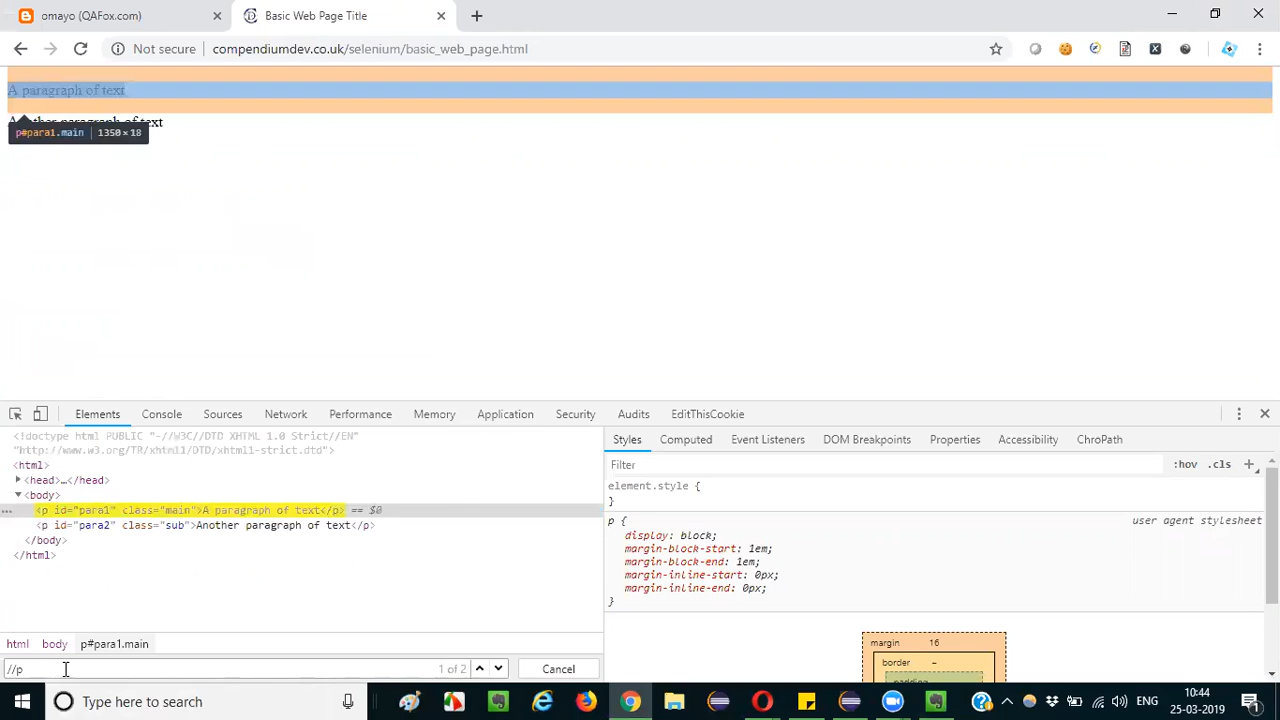 omayo (QAFox.com)
Basic Web Page Title
Not secure
compendiumdev.co.uk/selenium/basic_web_page.html
A paragraph of text
Another paragraph of text
p#para1.main 1350×18
Elements Console Sources Network Performance Memory Application Security Audits EditThisCookie
<!doctype html PUBLIC "-//W3C//DTD XHTML 1.0 Strict//EN"
"http://www.w3.org/TR/xhtml1/DTD/xhtml1-strict.dtd">
<html>
<head>…</head>
<body>
<p id="para1" class="main">A paragraph of text</p> == $0
<p id="para2" class="sub">Another paragraph of text</p>
</body>
</html>
html body p#para1.main
//p 1 of 2 Cancel
Styles Computed Event Listeners DOM Breakpoints Properties Accessibility ChroPath
Filter :hov .cls +
element.style {
}
p { user agent stylesheet
display: block;
margin-block-start: 1em;
margin-block-end: 1em;
margin-inline-start: 0px;
margin-inline-end: 0px;
}
margin 16
border –
padding
Type here to search
ENG
10:44
25-03-2019
1